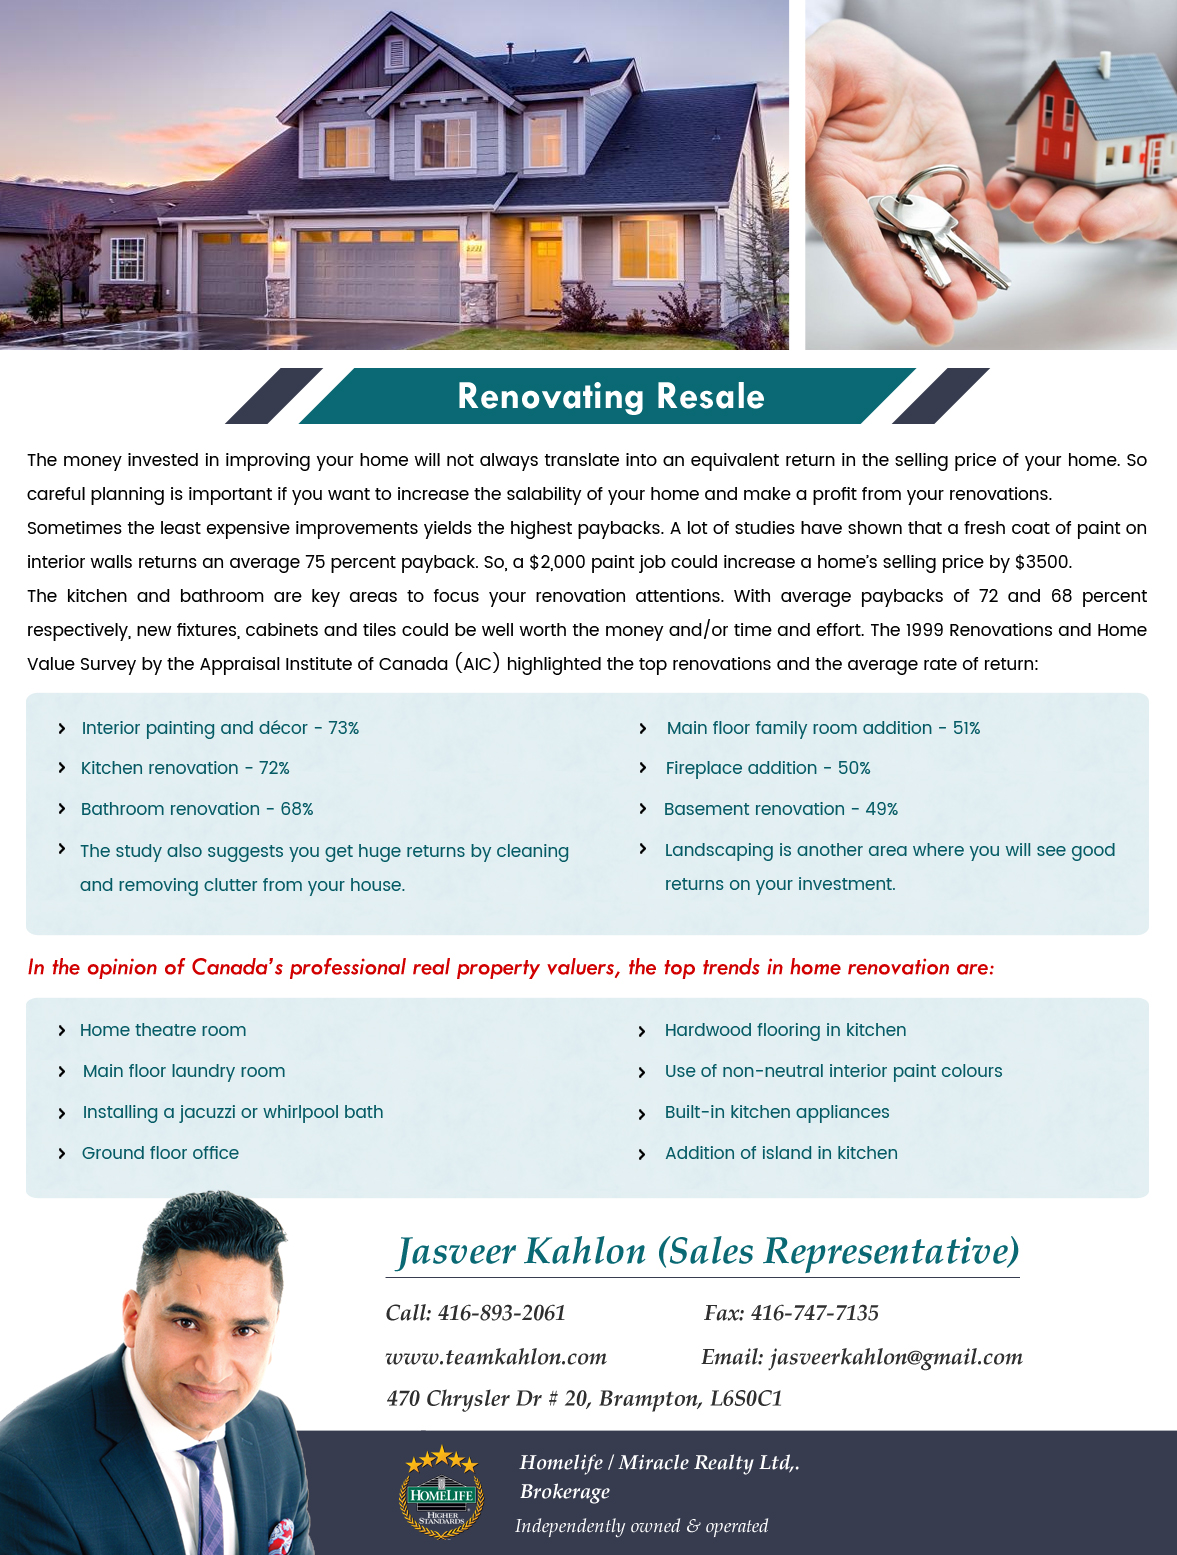 Renovating Resale
The money invested in improving your home will not always translate into an equivalent return in the selling price of your home. So
careful planning is important if you want to increase the salability of your home and make a profit from your renovations.
Sometimes the least expensive improvements yields the highest paybacks. A lot of studies have shown that a fresh coat of paint on
interior walls returns an average 75 percent payback. So, a $2,000 paint job could increase a home's selling price by $3500.
The kitchen and bathroom are key areas to focus your renovation attentions. With average paybacks of 72 and 68 percent
respectively, new fixtures, cabinets and tiles could be well worth the money and/or time and effort. The 1999 Renovations and Home
Value Survey by the Appraisal Institute of Canada (AIC) highlighted the top renovations and the average rate of return:
Interior painting and décor - 73%
Kitchen renovation - 72%
Bathroom renovation - 68%
The study also suggests you get huge returns by cleaning
and removing clutter from your house.
Main floor family room addition - 51%
Fireplace addition - 50%
Basement renovation - 49%
Landscaping is another area where you will see good
returns on your investment.
In the opinion of Canada's professional real property valuers, the top trends in home renovation are:
Home theatre room
Main floor laundry room
Installing a jacuzzi or whirlpool bath
Ground floor office
Hardwood flooring in kitchen
Use of non-neutral interior paint colours
Built-in kitchen appliances
Addition of island in kitchen
Jasveer Kahlon (Sales Representative)
Call: 416-893-2061
Fax: 416-747-7135
www.teamkahlon.com
Email: jasveerkahlon@gmail.com
470 Chrysler Dr # 20, Brampton, L6S0C1
HOMELIFE
HIGHER
STANDARDS
Homelife / Miracle Realty Ltd,.
Brokerage
Independently owned & operated